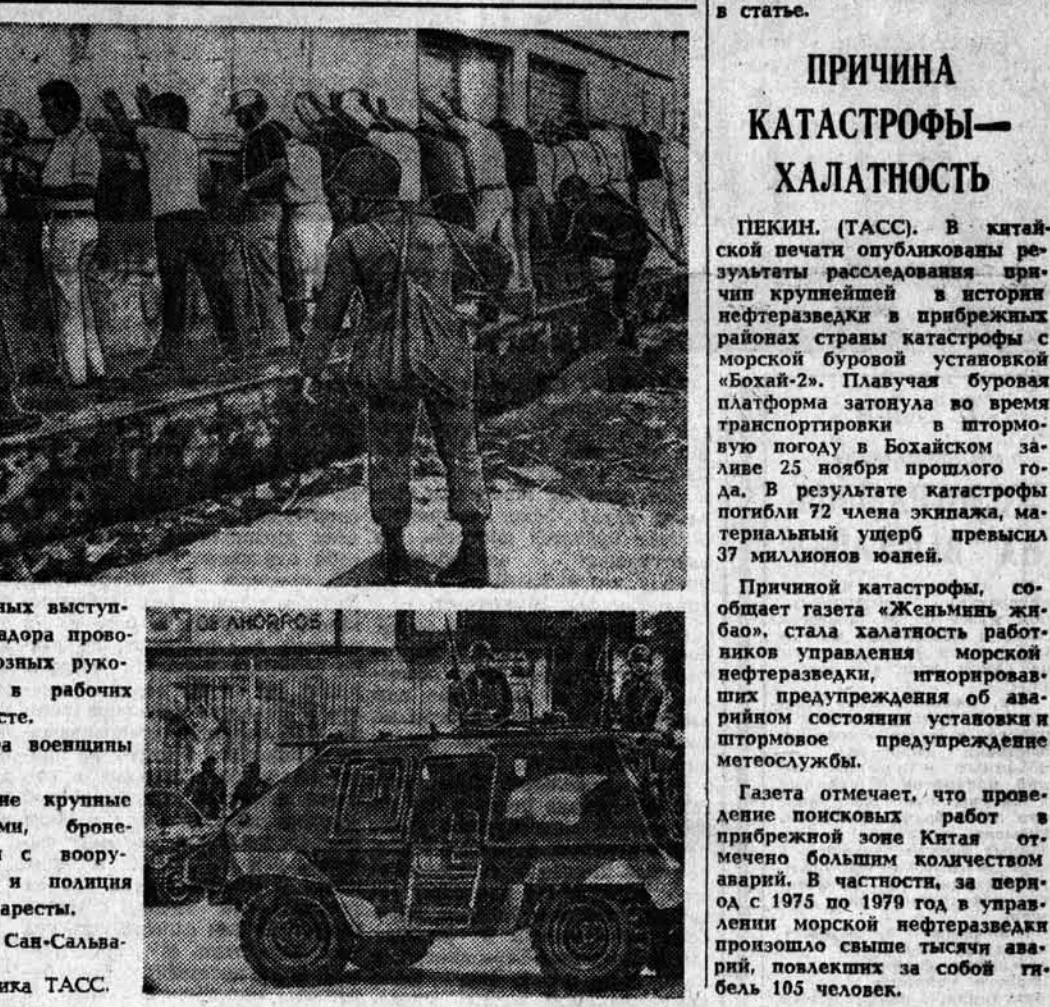 ных выступ-
адора прово-
озных руко-
в рабочих
сте.
а военщины
ие крупные
ми, броне-
с воору-
и полиция
аресты.
Сан-Сальва-
ика ТАСС.
DE AHORROS
в статье.
ПРИЧИНА
КАТАСТРОФЫ—
ХАЛАТНОСТЬ
ПЕКИН. (ТАСС). В китай-
ской печати опубликованы ре-
зультаты расследования при-
чин крупнейшей в истории
нефтеразведки в прибрежных
районах страны катастрофы с
морской буровой установкой
«Бохай-2». Плавучая буровая
платформа затонула во время
транспортировки в штормо-
вую погоду в Бохайском за-
ливе 25 ноября прошлого го-
да. В результате катастрофы
погибли 72 члена экипажа, ма-
териальный ущерб превысил
37 миллионов юаней.
Причиной катастрофы, со-
общает газета «Женьминь жи-
бао», стала халатность работ-
ников управления морской
нефтеразведки, игнорировав-
ших предупреждения об ава-
рийном состоянии установки и
штормовое предупреждение
метеослужбы.
Газета отмечает, что прове-
дение поисковых работ в
прибрежной зоне Китая от-
мечено большим количеством
аварий. В частности, за пери-
од с 1975 по 1979 год в управ-
лении морской нефтеразведки
произошло свыше тысячи ава-
рий, повлекших за собой ги-
бель 105 человек.